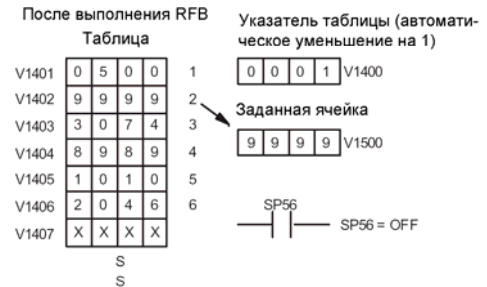 После выполнения RFB
Таблица
V1401 0 5 0 0 1
V1402 9 9 9 9 2
V1403 3 0 7 4 3
V1404 8 9 8 9 4
V1405 1 0 1 0 5
V1406 2 0 4 6 6
V1407 X X X X
S
S
Указатель таблицы (автомати-
ческое уменьшение на 1)
0 0 0 1 V1400
Заданная ячейка
9 9 9 9 V1500
SP56
SP56 = OFF